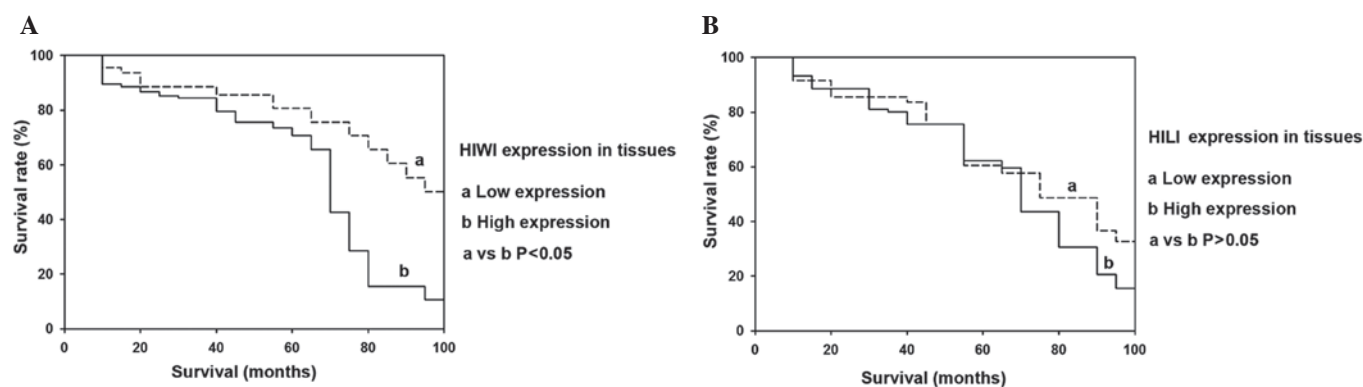 A
100
80
60
40
20
0
Survival rate (%)
0 20 40 60 80 100
Survival (months)
a
b
HIWI expression in tissues
a Low expression
b High expression
a vs b P<0.05
B
100
80
60
40
20
0
Survival rate (%)
0 20 40 60 80 100
Survival (months)
a
b
HILI expression in tissues
a Low expression
b High expression
a vs b P>0.05